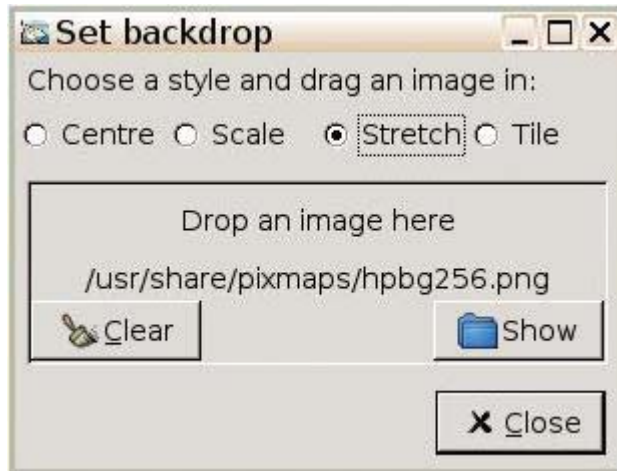 Set backdrop
Choose a style and drag an image in:
Centre Scale Stretch Tile
Drop an image here
/usr/share/pixmaps/hpbg256.png
Clear Show
Close